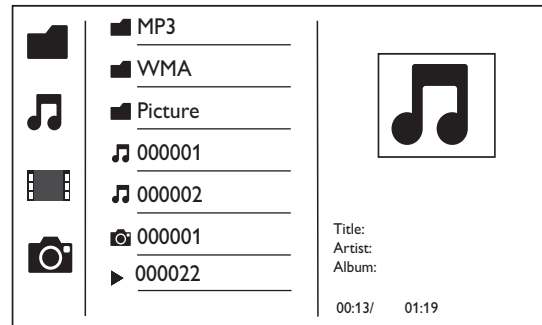 MP3
WMA
Picture
000001
000002
000001
000022
Title:
Artist:
Album:
00:13/ 01:19